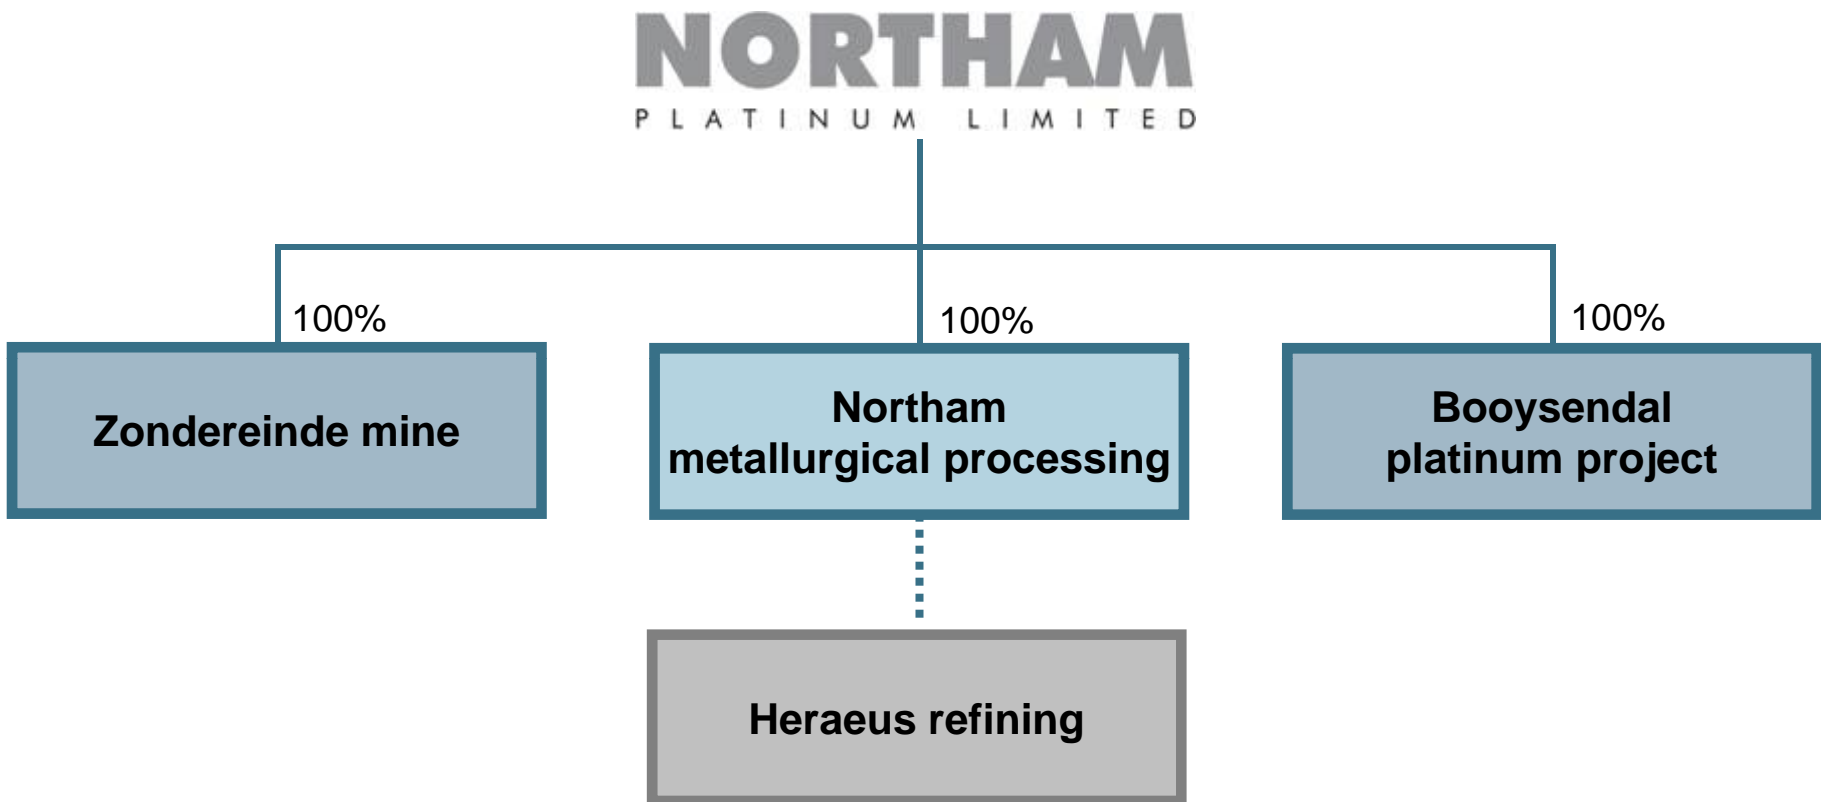 NORTHAM
PLATINUM LIMITED
100%
100%
100%
Zondereinde mine
Northam
metallurgical processing
Booysendal
platinum project
Heraeus refining